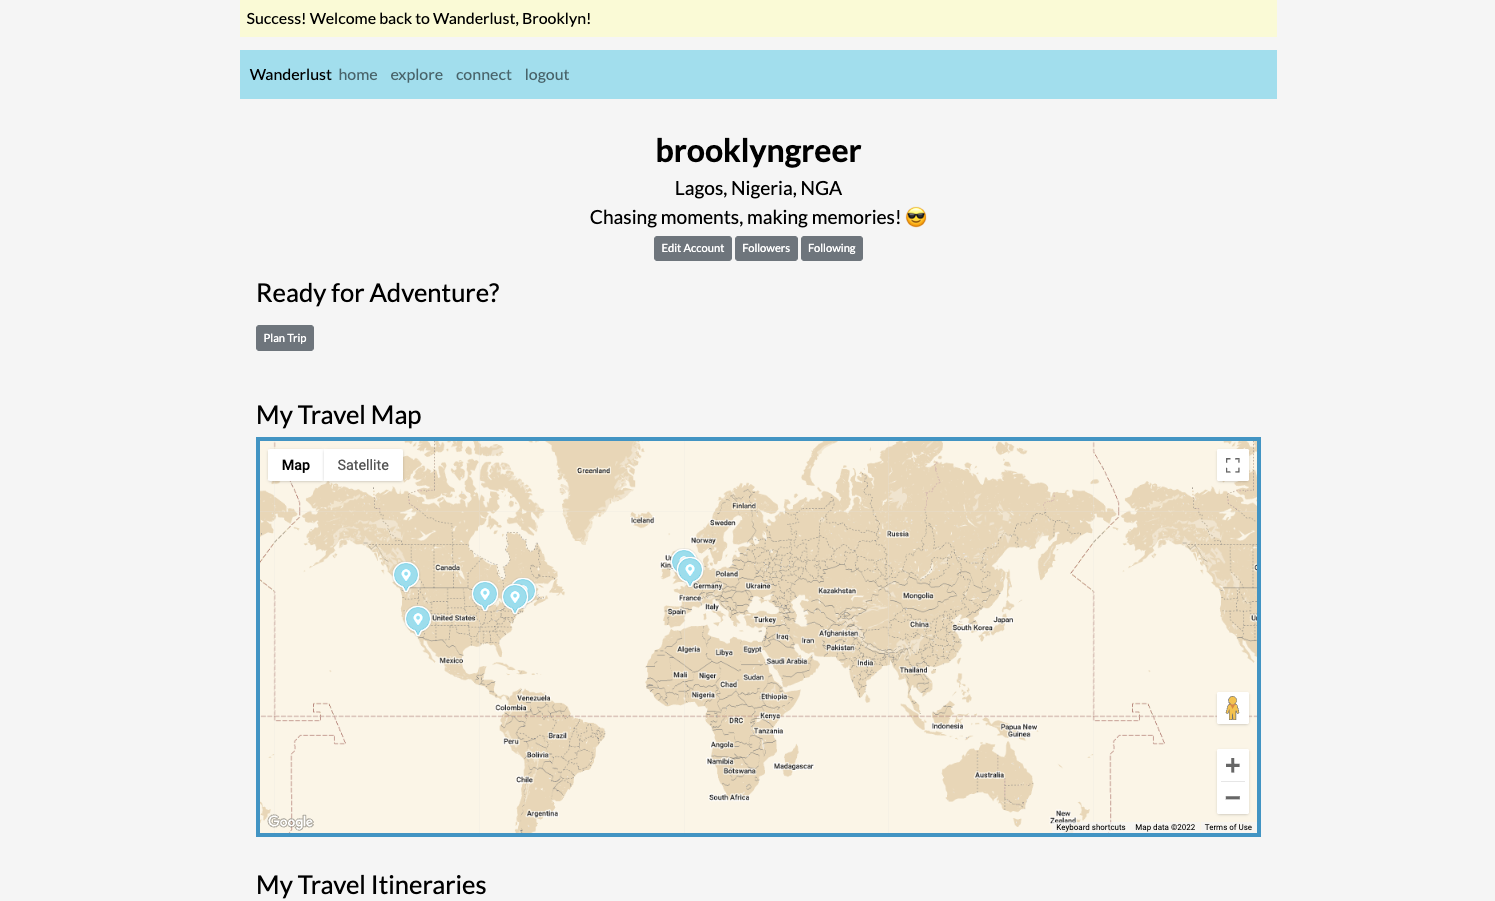 Success! Welcome back to Wanderlust, Brooklyn!
Wanderlust home explore connect logout
brooklyngreer
Lagos, Nigeria, NGA
Chasing moments, making memories! 😎
Edit Account Followers Following
Ready for Adventure?
Plan Trip
My Travel Map
Map Satellite
Greenland
Finland
Iceland
Sweden
Russia
Norway
Canada
Poland
Germany Ukraine
Kazakhstan
Mongolia
France
Italy
Spain
United States
Turkey
China
Japan
South Korea
Iraq
Iran
Afghanistan
Pakistan
Algeria
Libya
Egypt
Mexico
Saudi Arabia
India
Thailand
Mali
Niger
Chad
Sudan
Nigeria
Ethiopia
Venezuela
Colombia
DRC
Kenya
Indonesia
Papua New
Guinea
Tanzania
Brazil
Peru
Angola
Bolivia
Namibia
Botswana
Madagascar
Chile
Australia
South Africa
Argentina
New
Zealand
Google
Keyboard shortcuts Map data ©2022 Terms of Use
My Travel Itineraries